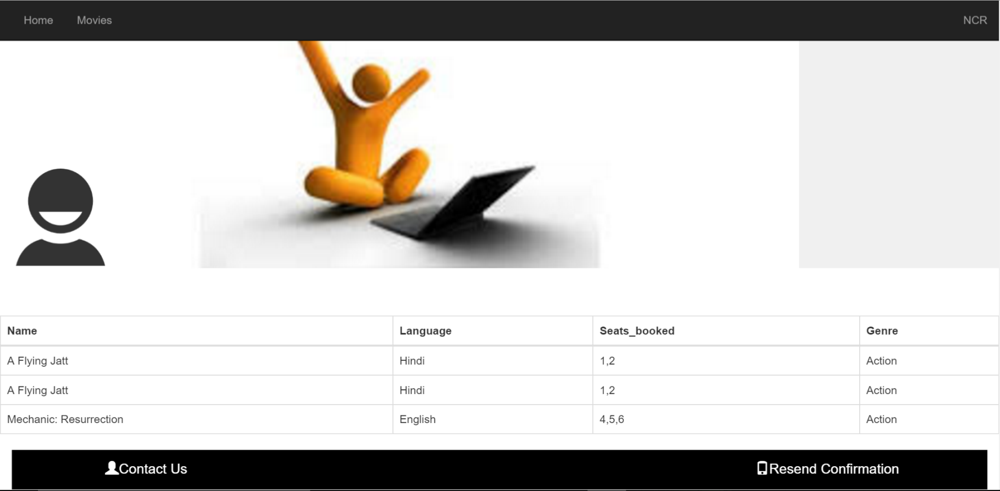 Home Movies NCR
Name Language Seats_booked Genre
A Flying Jatt Hindi 1,2 Action
A Flying Jatt Hindi 1,2 Action
Mechanic: Resurrection English 4,5,6 Action
Contact Us Resend Confirmation